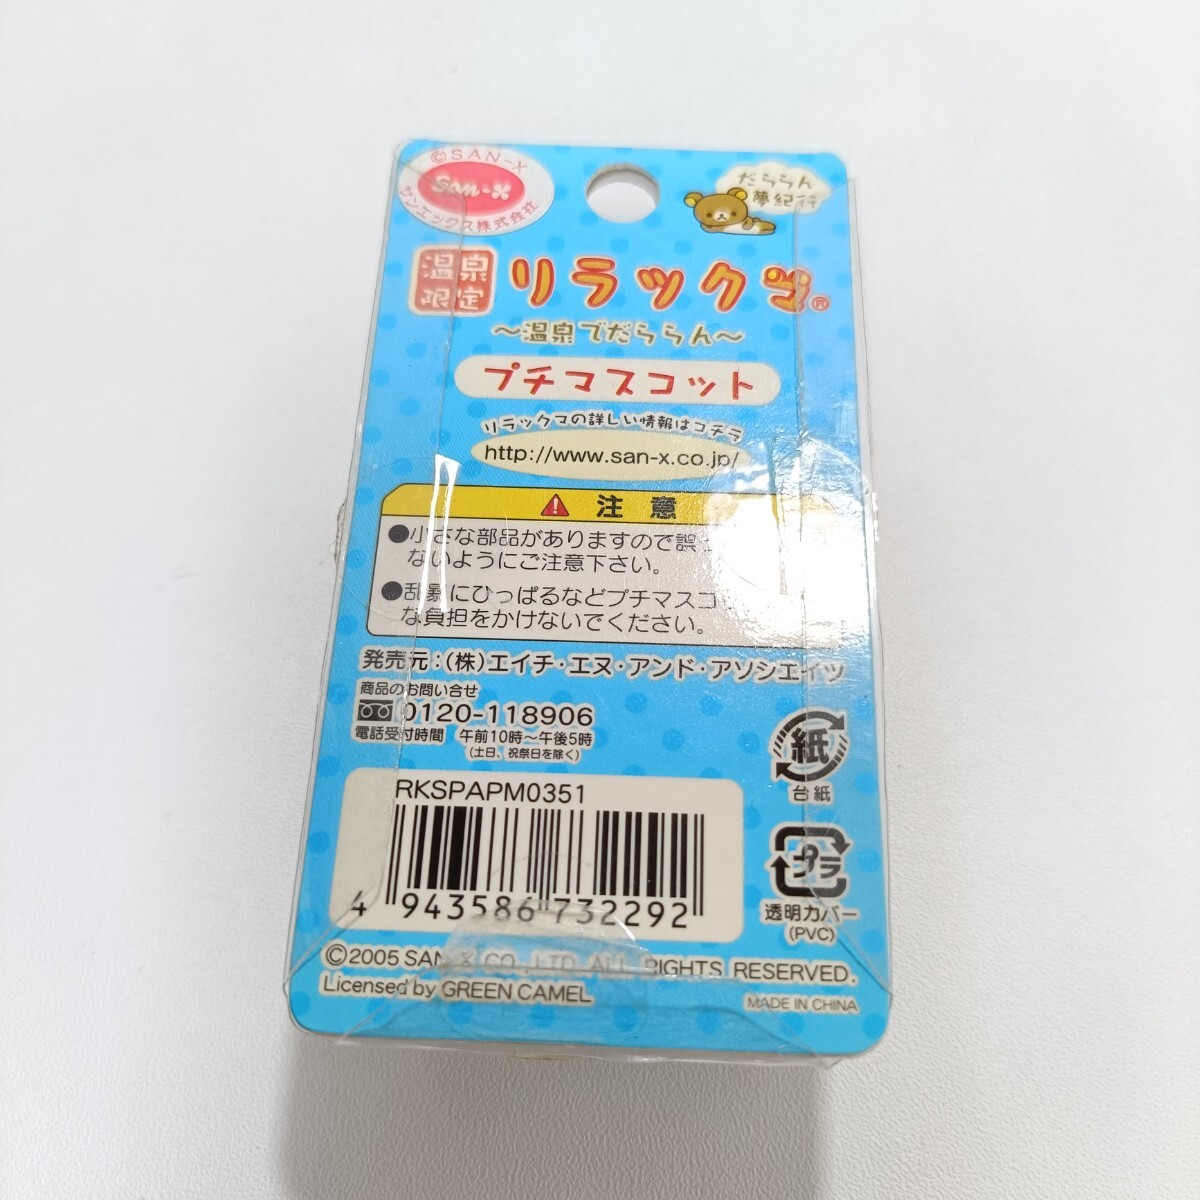 ©SAN-X
San-X
サンエックス株式会社
だららん
夢紀行
温泉
限定
リラックマ®
～温泉でだららん～
プチマスコット
リラックマの詳しい情報はコチラ
http://www.san-x.co.jp/
注意
●小さな部品がありますので誤っ
ないようにご注意下さい。
●乱暴にひっぱるなどプチマスコ
な負担をかけないでください。
発売元:(株)エイチ・エヌ・アンド・アソシエイツ
商品のお問い合せ
0120-118906
電話受付時間 午前10時～午後5時
(土日、祝祭日を除く)
紙
台紙
RKSPAPM0351
4 943586 732292
プラ
透明カバー
(PVC)
©2005 SAN-X CO.,LTD. ALL RIGHTS RESERVED.
Licensed by GREEN CAMEL
MADE IN CHINA